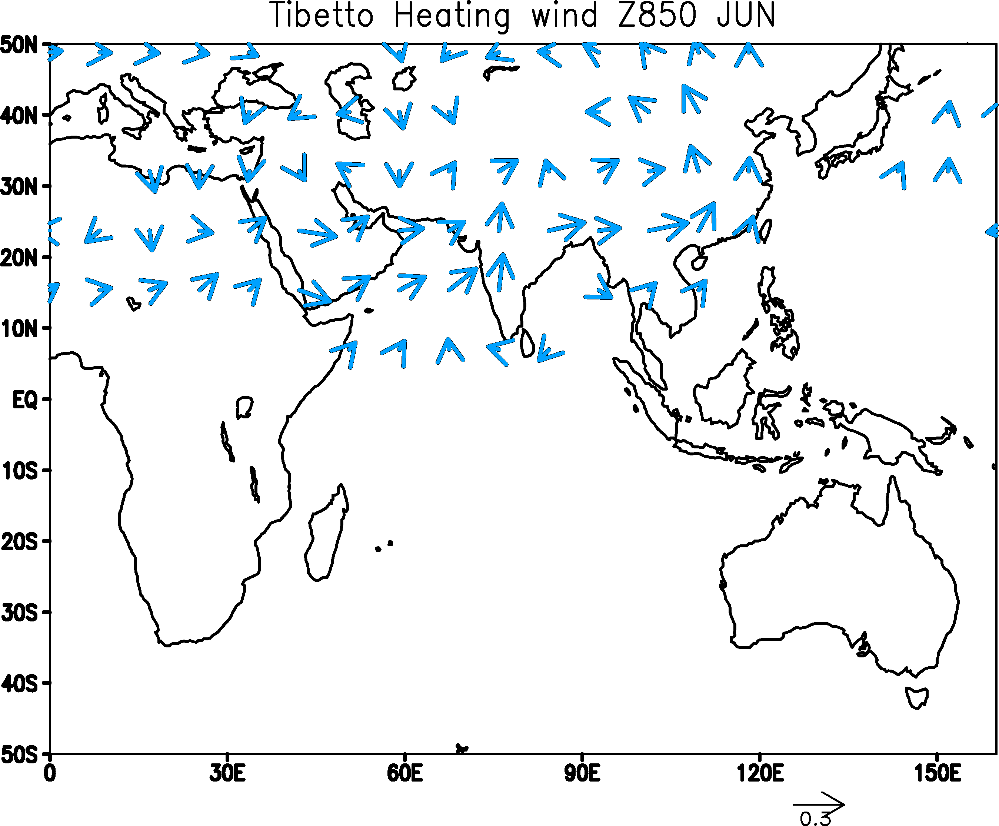 Tibetto Heating wind Z850 JUN
50N
40N
30N
20N
10N
EQ
10S
20S
30S
40S
50S
0 30E 60E 90E 120E 150E
0.3